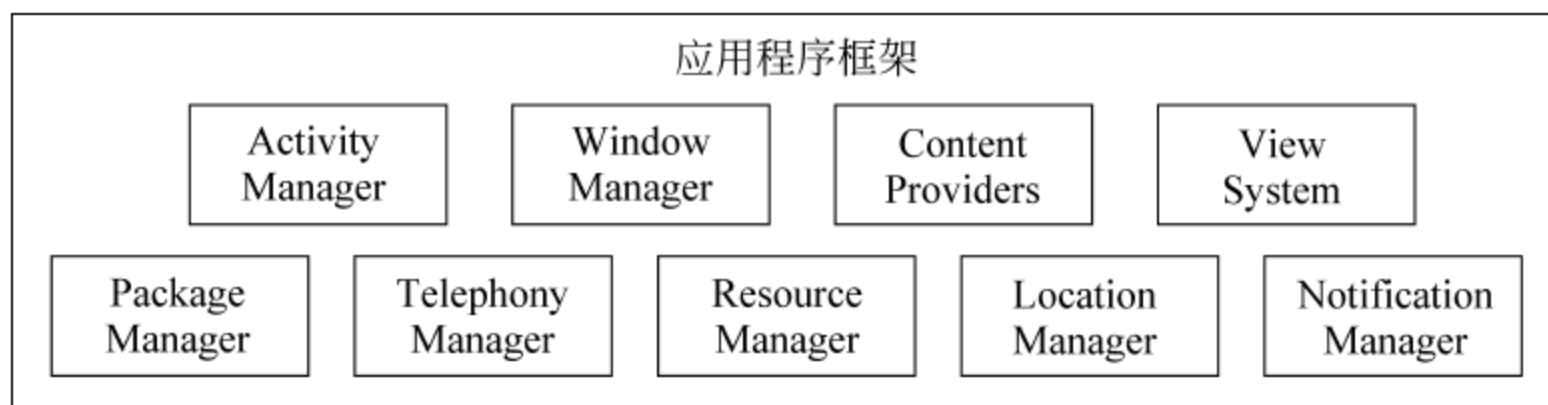 应用程序框架
Activity
Manager
Window
Manager
Content
Providers
View
System
Package
Manager
Telephony
Manager
Resource
Manager
Location
Manager
Notification
Manager